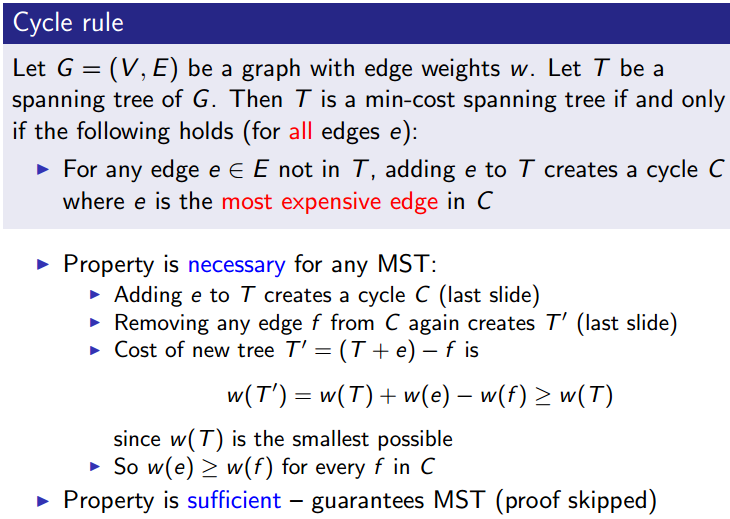 Cycle rule
Let G = (V, E) be a graph with edge weights w. Let T be a
spanning tree of G. Then T is a min-cost spanning tree if and only
if the following holds (for all edges e):
▶ For any edge e ∈ E not in T, adding e to T creates a cycle C
where e is the most expensive edge in C
▶ Property is necessary for any MST:
▶ Adding e to T creates a cycle C (last slide)
▶ Removing any edge f from C again creates T′ (last slide)
▶ Cost of new tree T′ = (T + e) − f is
w(T′) = w(T) + w(e) − w(f) ≥ w(T)
since w(T) is the smallest possible
▶ So w(e) ≥ w(f) for every f in C
▶ Property is sufficient – guarantees MST (proof skipped)